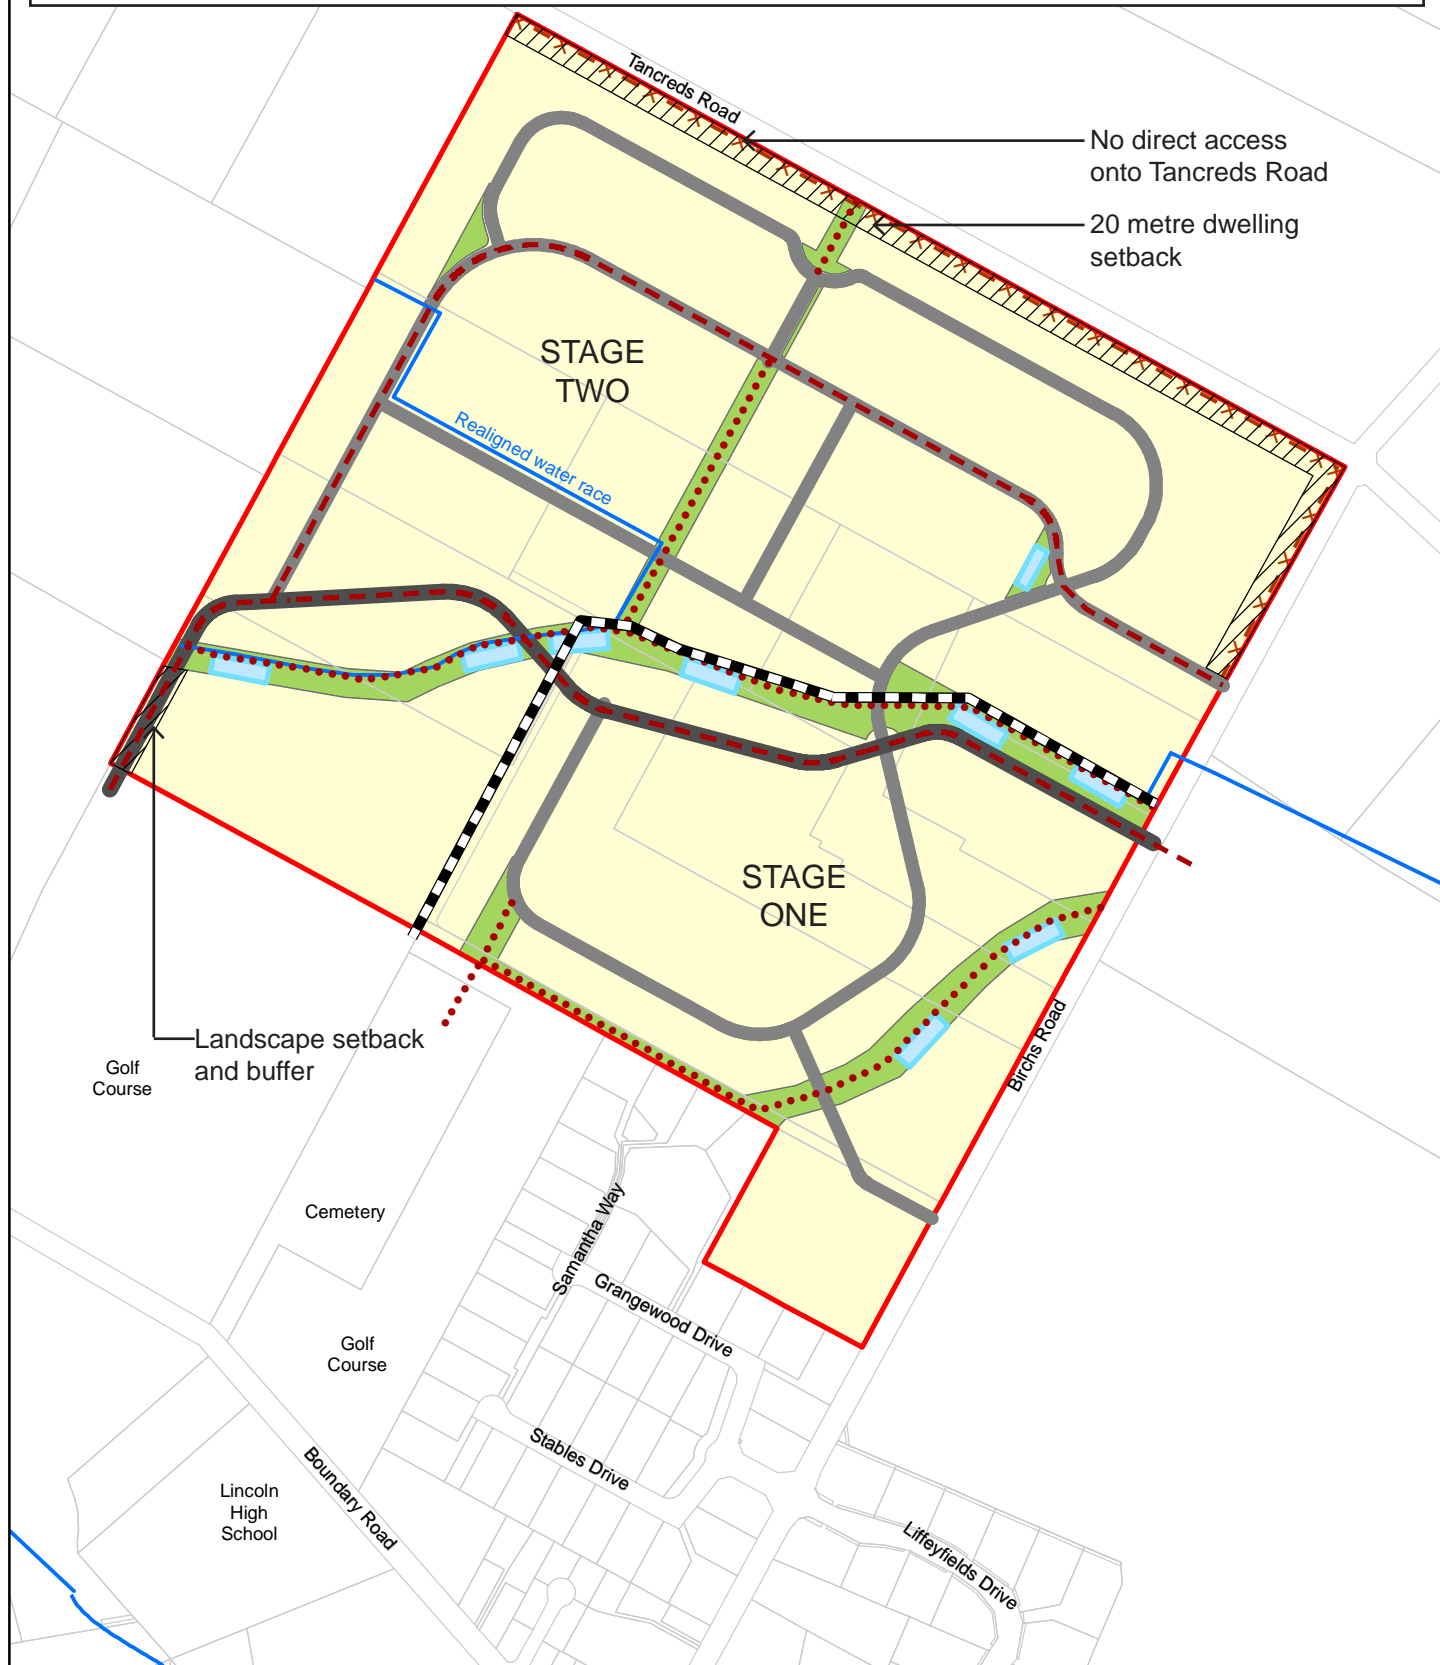 Tancreds Road
No direct access
onto Tancreds Road
20 metre dwelling
setback
STAGE
TWO
Realigned water race
STAGE
ONE
Landscape setback
and buffer
Birchs Road
Golf
Course
Cemetery
Samantha Way
Grangewood Drive
Golf
Course
Stables Drive
Boundary Road
Lincoln
High
School
Liffeyfields Drive